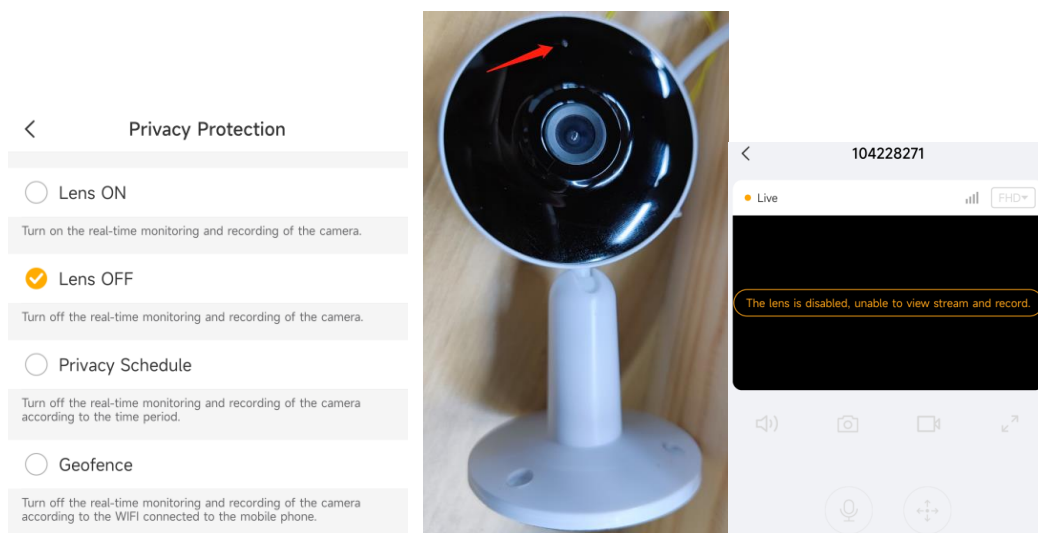 Privacy Protection
Lens ON
Turn on the real-time monitoring and recording of the camera.
Lens OFF
Turn off the real-time monitoring and recording of the camera.
Privacy Schedule
Turn off the real-time monitoring and recording of the camera
according to the time period.
Geofence
Turn off the real-time monitoring and recording of the camera
according to the WIFI connected to the mobile phone.
104228271
Live
FHD
The lens is disabled, unable to view stream and record.